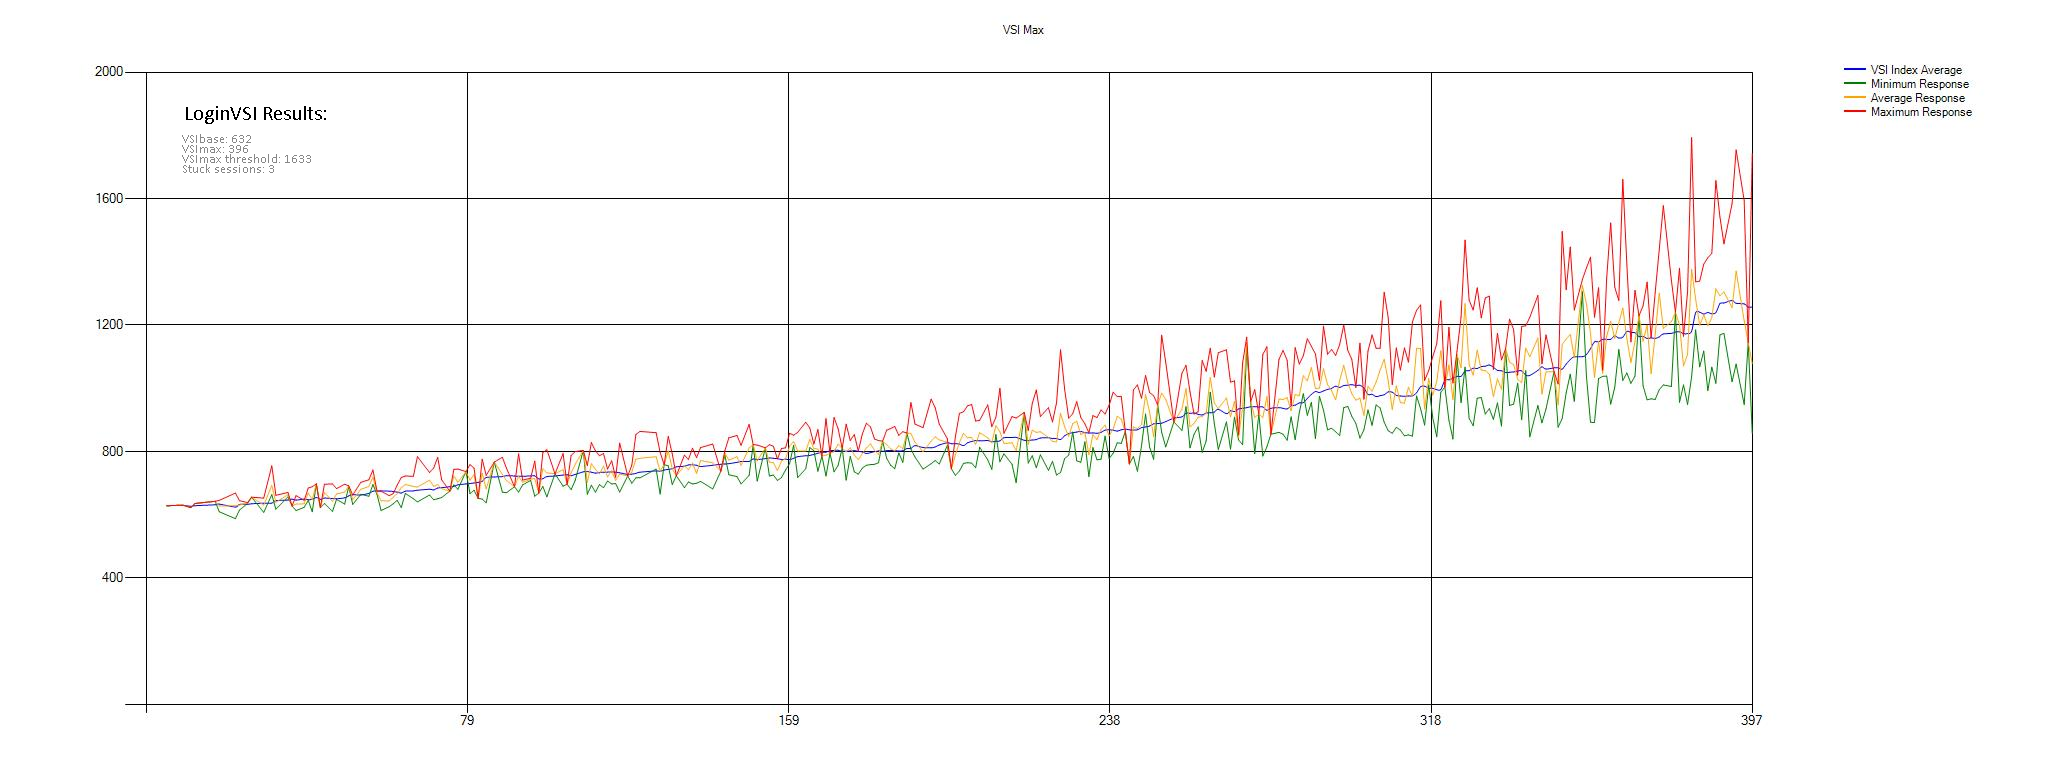 VSI Max
2000
1600
1200
800
400
LoginVSI Results:
VSIbase: 632
VSImax: 396
VSImax threshold: 1633
Stuck sessions: 3
VSI Index Average
Minimum Response
Average Response
Maximum Response
79
159
238
318
397